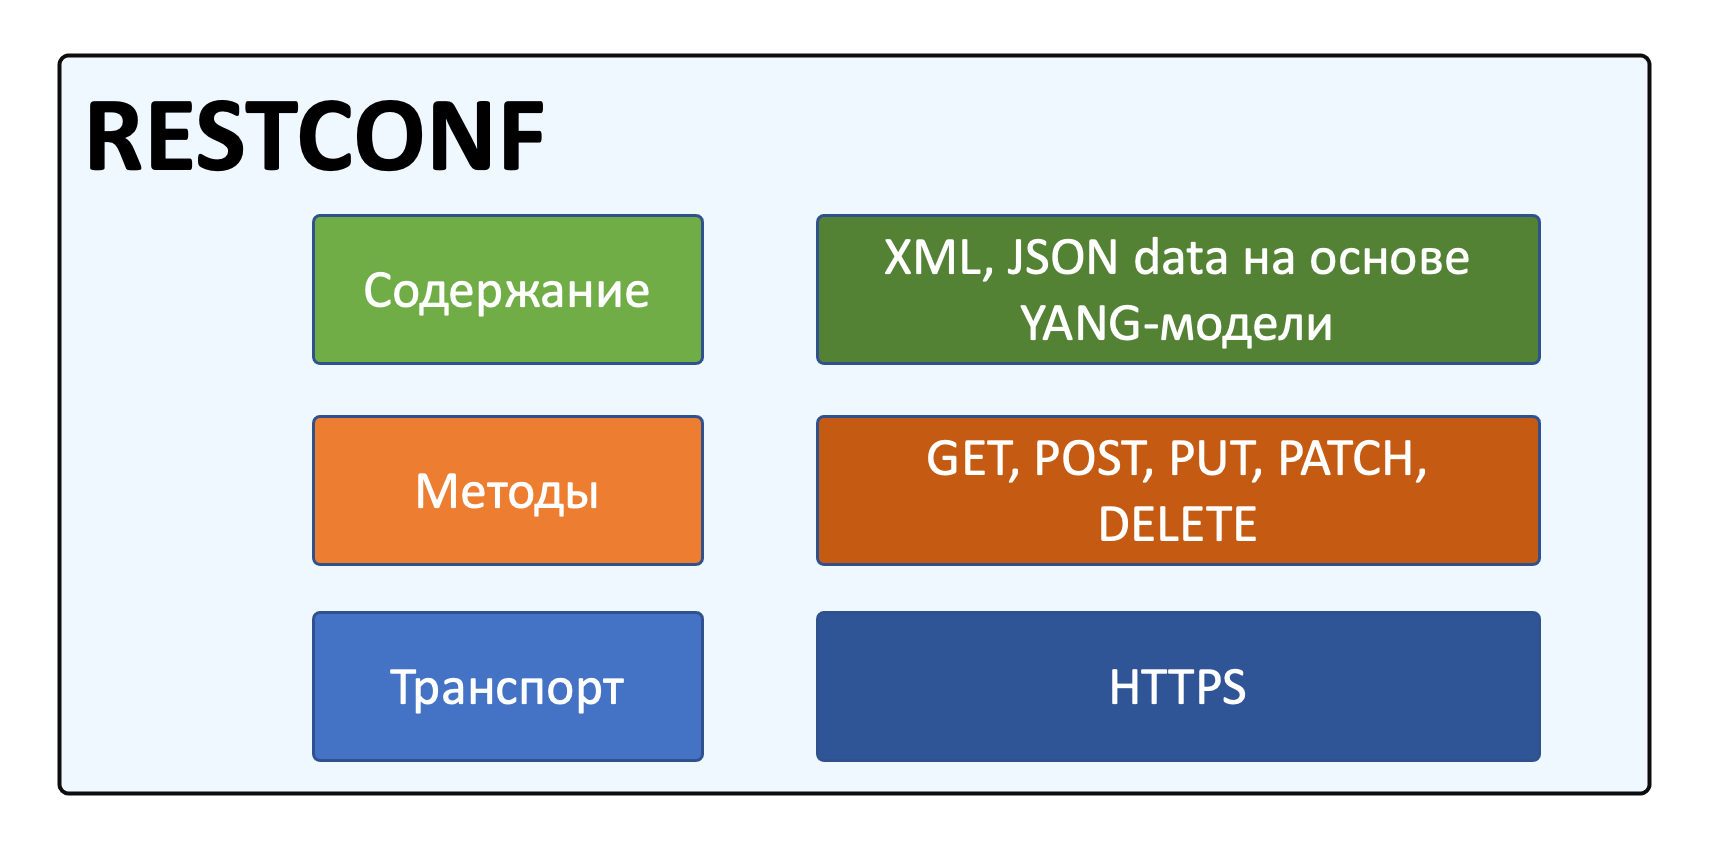 RESTCONF
Содержание
XML, JSON data на основе
YANG-модели
Методы
GET, POST, PUT, PATCH,
DELETE
Транспорт
HTTPS